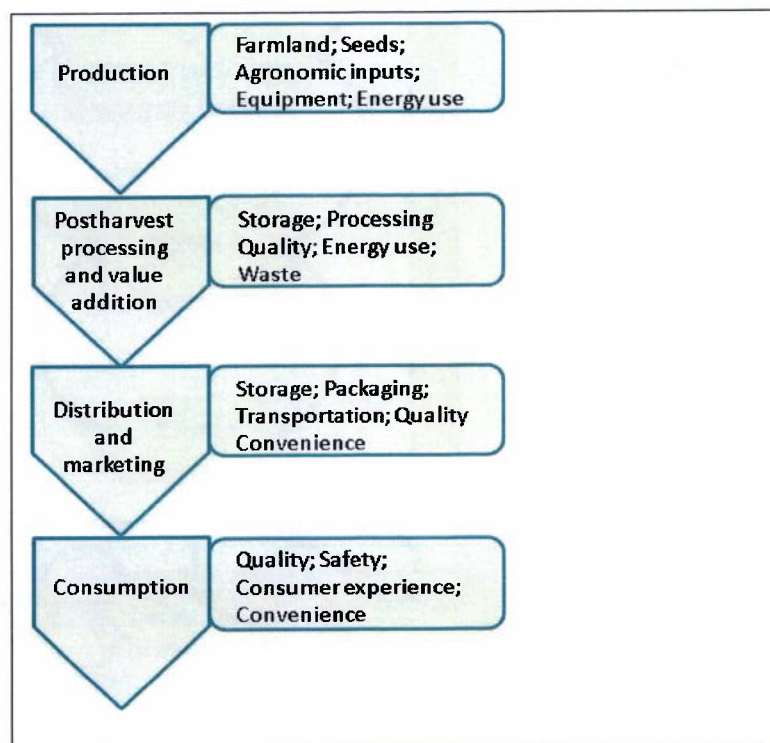 Production
Farmland; Seeds;
Agronomic inputs;
Equipment; Energy use
Postharvest
processing
and value
addition
Storage; Processing
Quality; Energy use;
Waste
Distribution
and
marketing
Storage; Packaging;
Transportation; Quality
Convenience
Consumption
Quality; Safety;
Consumer experience;
Convenience